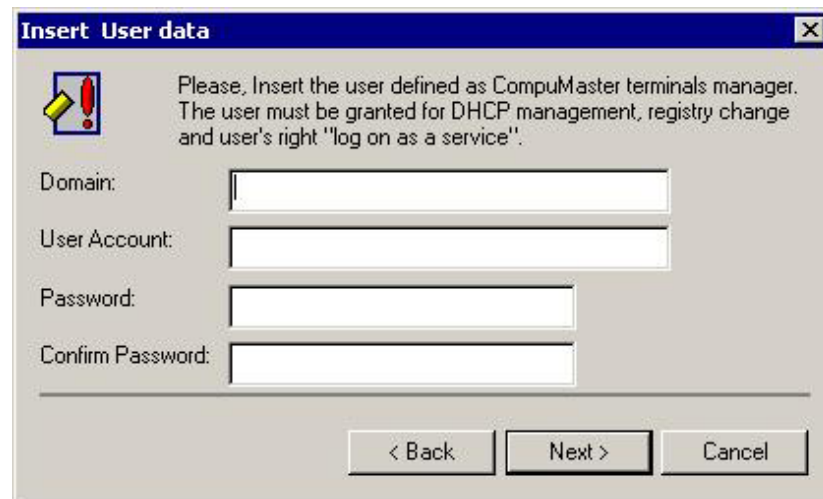 Insert User data
Please, Insert the user defined as CompuMaster terminals manager.
The user must be granted for DHCP management, registry change
and user's right "log on as a service".
Domain:
User Account:
Password:
Confirm Password:
< Back
Next >
Cancel